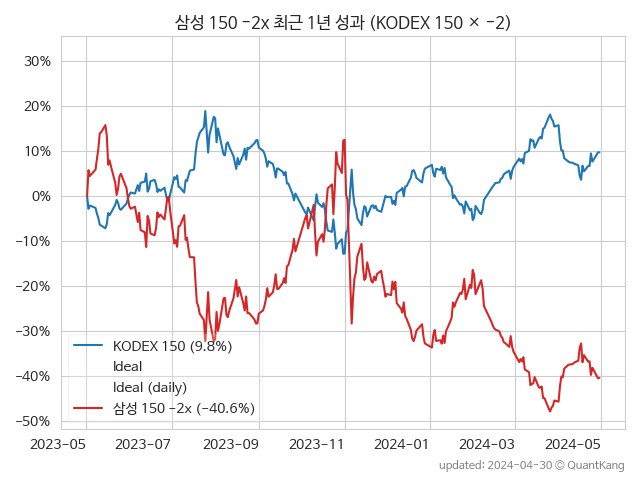 삼성 150 −2x 최근 1년 성과 (KODEX 150 × −2)
30%
20%
10%
0%
−10%
−20%
−30%
−40%
−50%
KODEX 150 (9.8%)
Ideal
Ideal (daily)
삼성 150 −2x (−40.6%)
2023-05
2023-07
2023-09
2023-11
2024-01
2024-03
2024-05
updated: 2024-04-30 ⓒ QuantKang